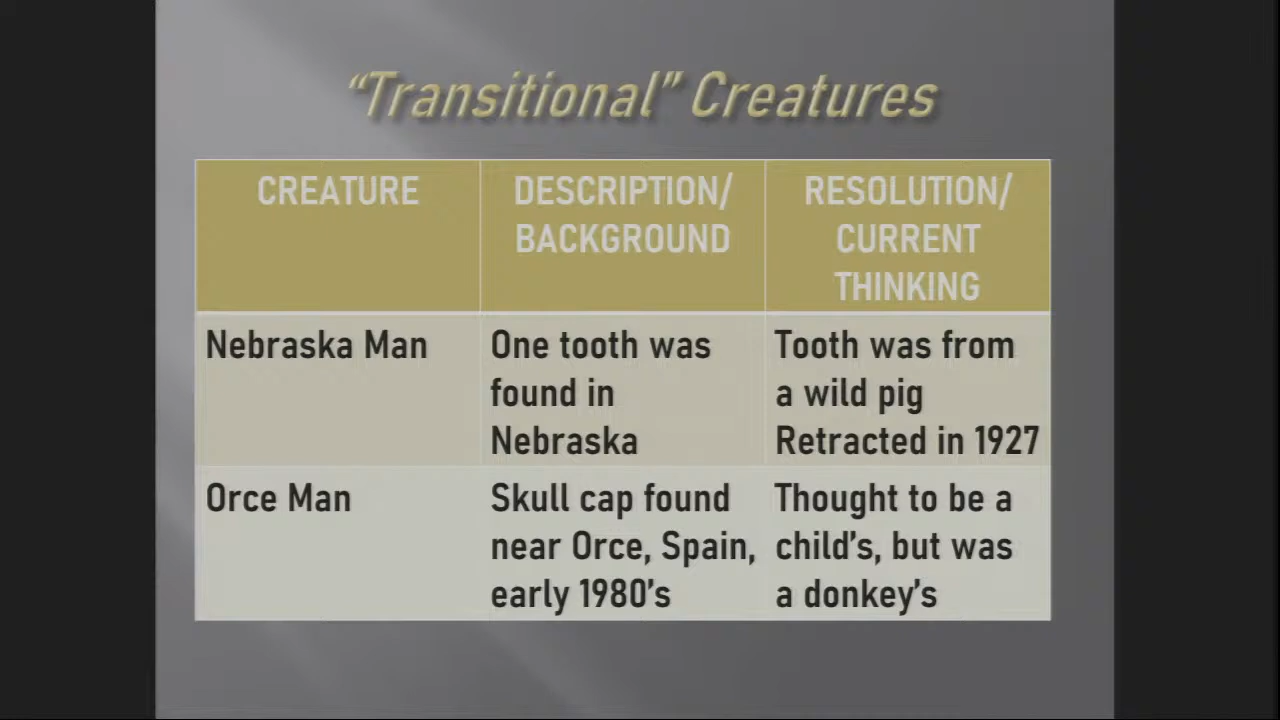 “Transitional” Creatures
CREATURE
DESCRIPTION/
BACKGROUND
RESOLUTION/
CURRENT
THINKING
Nebraska Man
One tooth was
found in
Nebraska
Tooth was from
a wild pig
Retracted in 1927
Orce Man
Skull cap found
near Orce, Spain,
early 1980’s
Thought to be a
child’s, but was
a donkey’s